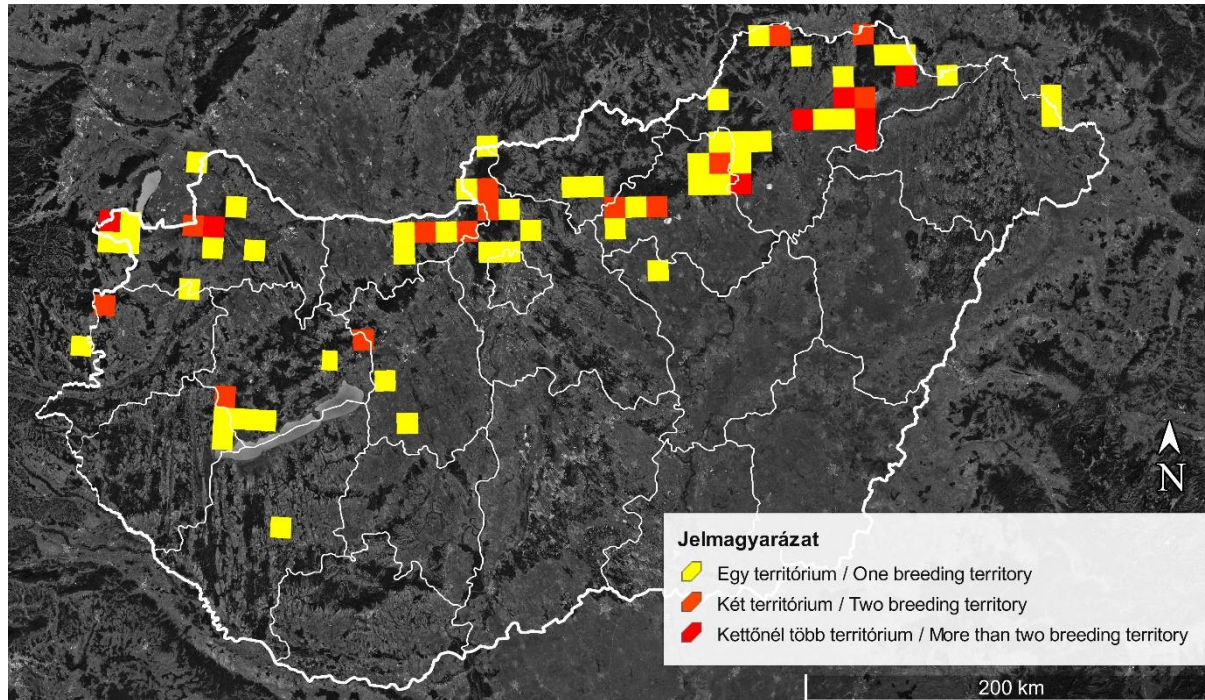 N
Jelmagyarázat
Egy territórium / One breeding territory
Két territórium / Two breeding territory
Kettőnél több territórium / More than two breeding territory
200 km